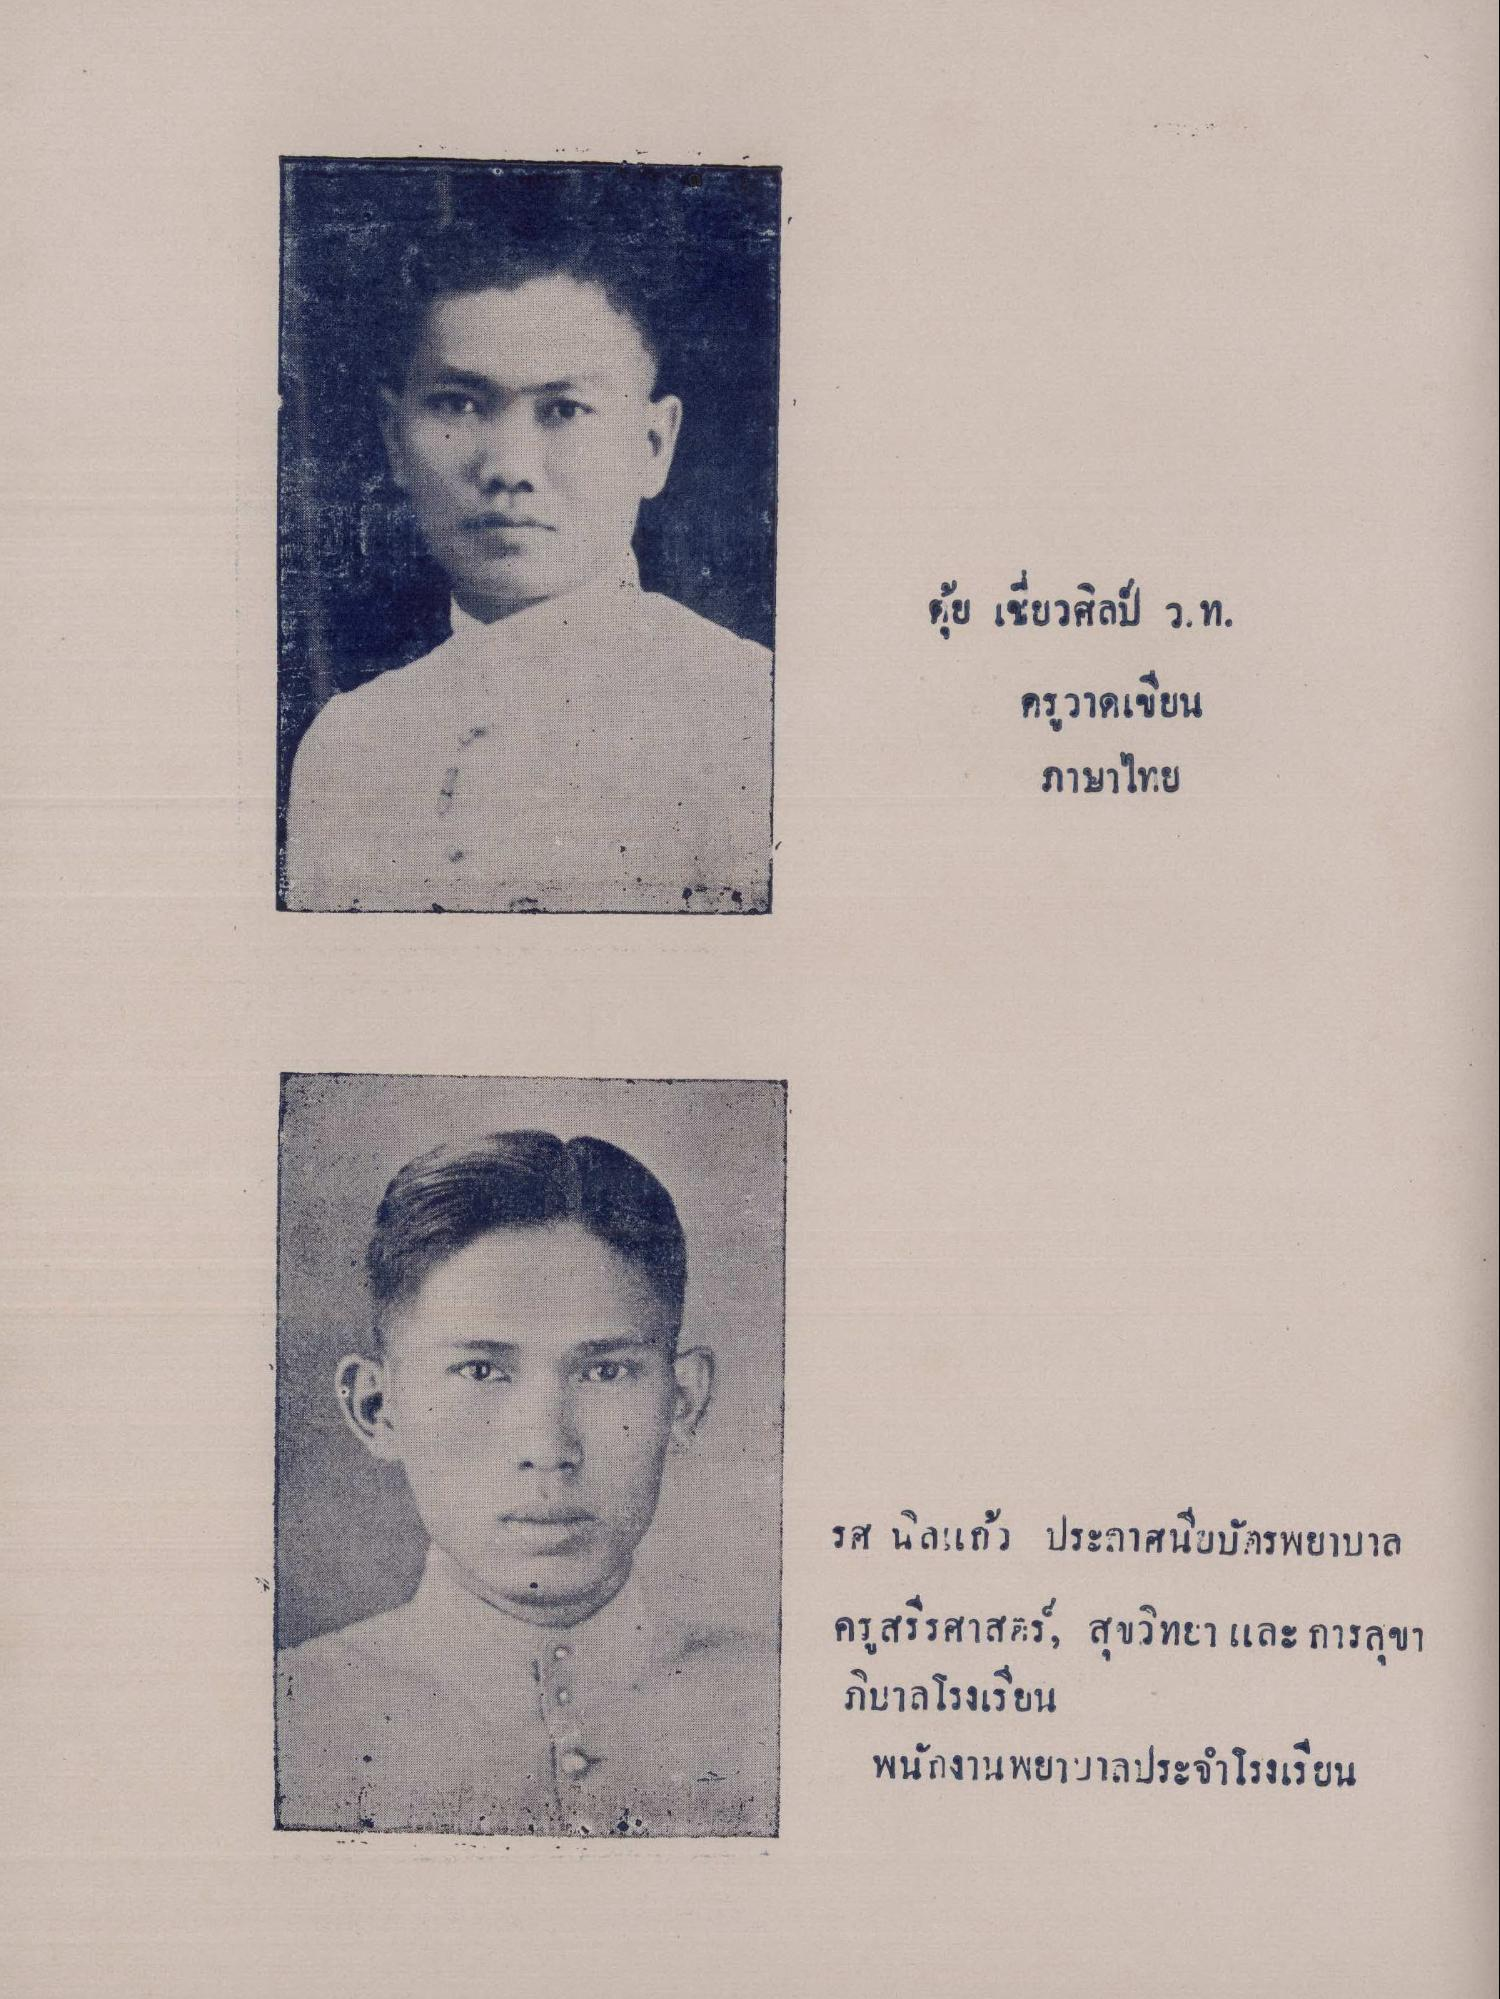 ตุ้ย เชี่ยวศิลป์ ว.ท.
ครูวาดเขียน
ภาษาไทย
รศ นิลแก้ว ประกาศนียบัตรพยาบาล
ครูสรีรศาสตร์, สุขวิทยา และ การสุขา
ภิบาลโรงเรียน
พนักงานพยาบาลประจำโรงเรียน